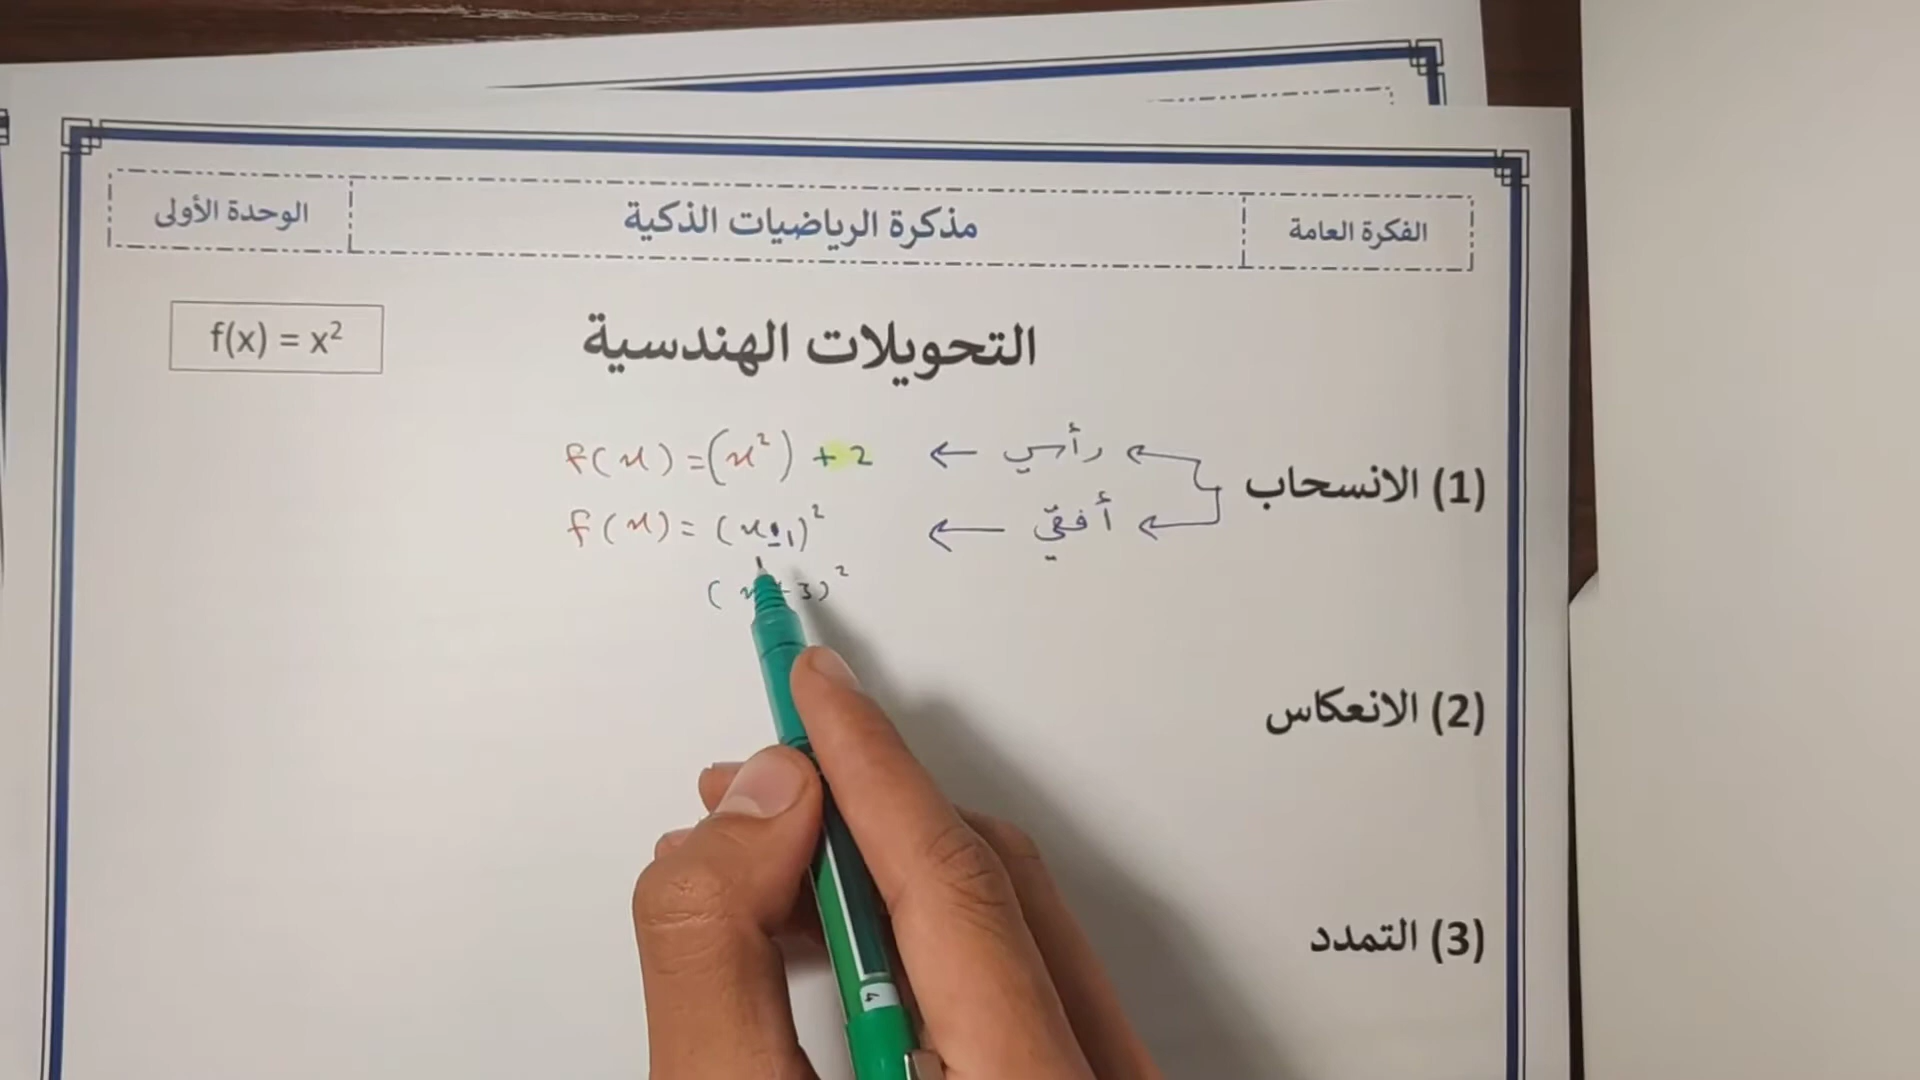 الفكرة العامة
مذكرة الرياضيات الذكية
الوحدة الأولى
التحويلات الهندسية
f(x) = x²
(1) الانسحاب
رأسي ← f(x) = (x²) + 2
أفقيّ ← f(x) = (x - 1)²
(x + 3)²
(2) الانعكاس
(3) التمدد